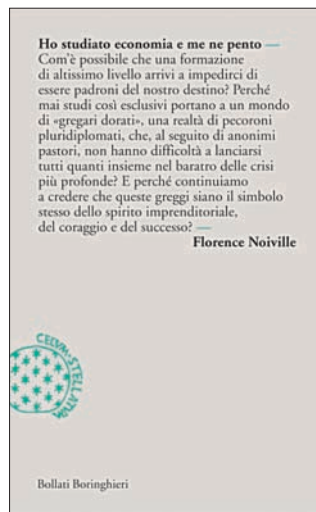 Ho studiato economia e me ne pento —
Com'è possibile che una formazione
di altissimo livello arrivi a impedirci di
essere padroni del nostro destino? Perché
mai studi così esclusivi portano a un mondo
di «gregari dorati», una realtà di pecoroni
pluridiplomati, che, al seguito di anonimi
pastori, non hanno difficoltà a lanciarsi
tutti quanti insieme nel baratro delle crisi
più profonde? E perché continuiamo
a credere che queste greggi siano il simbolo
stesso dello spirito imprenditoriale,
del coraggio e del successo? —
Florence Noiville
CELVM STELLATVM
Bollati Boringhieri